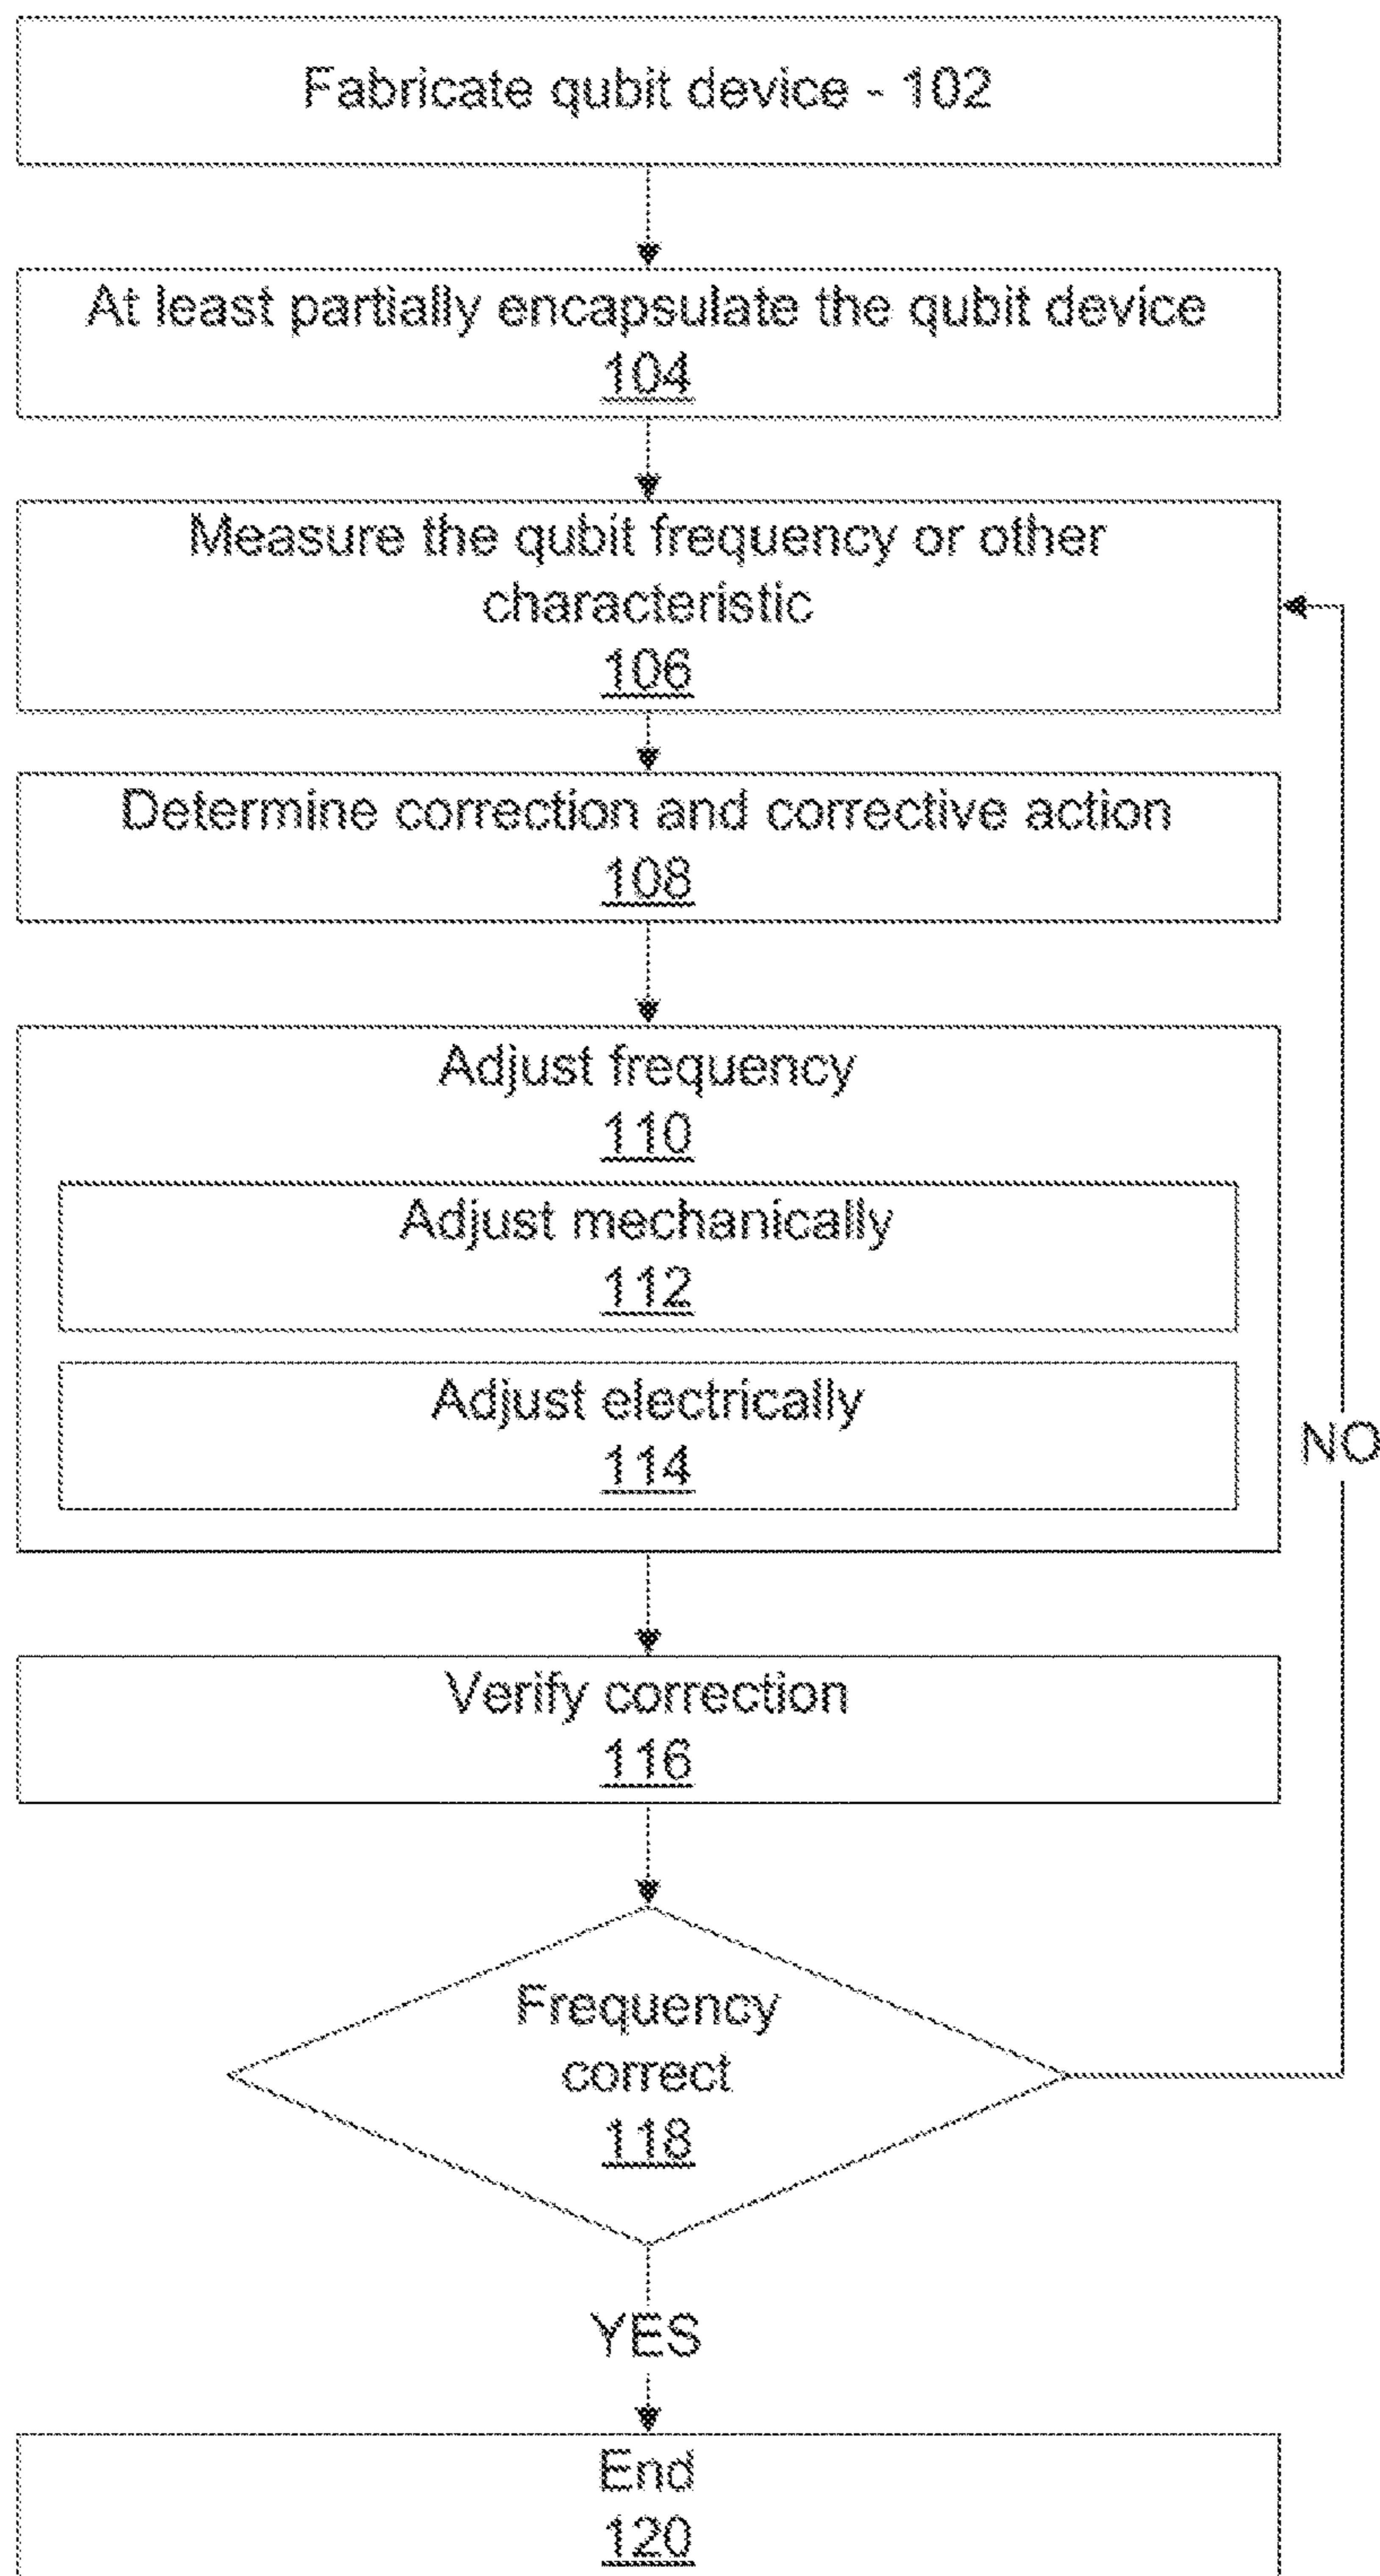 Fabricate qubit device - 102
At least partially encapsulate the qubit device
104
Measure the qubit frequency or other
characteristic
106
Determine correction and corrective action
108
Adjust frequency
110
Adjust mechanically
112
Adjust electrically
114
NO
Verify correction
116
Frequency
correct
118
YES
End
120